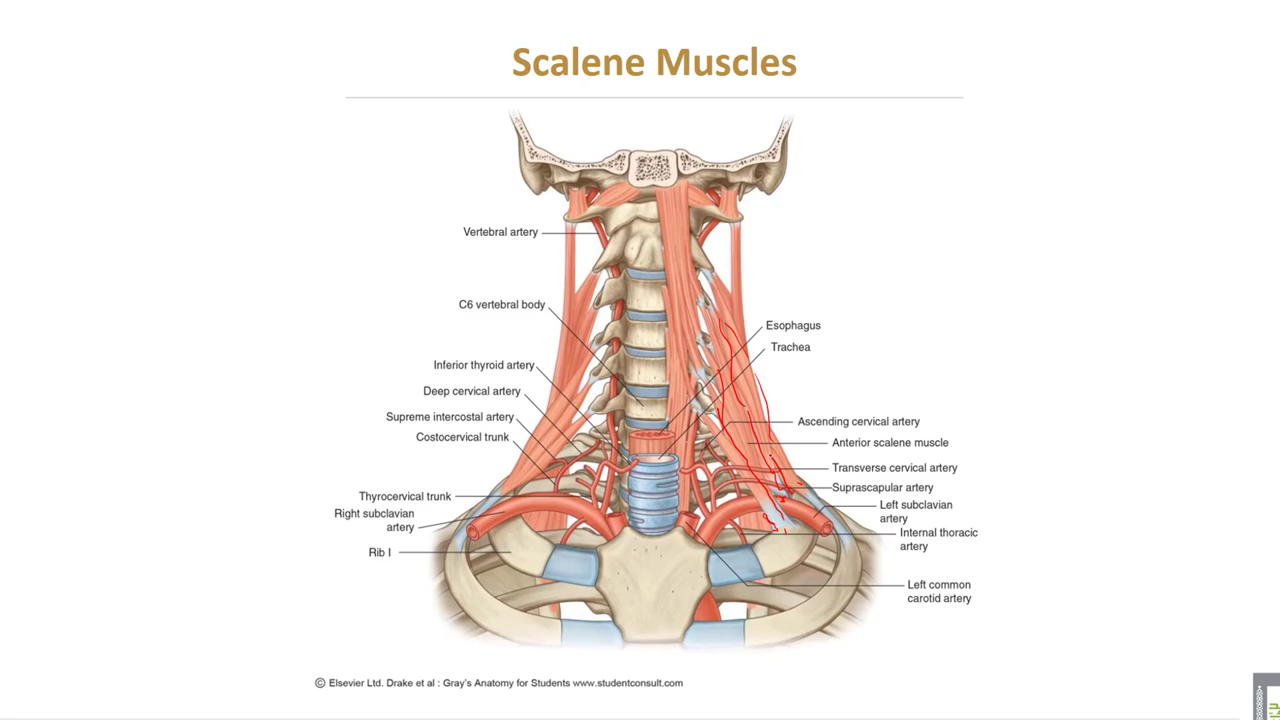 Scalene Muscles
Vertebral artery
C6 vertebral body
Esophagus
Trachea
Inferior thyroid artery
Deep cervical artery
Supreme intercostal artery
Costocervical trunk
Ascending cervical artery
Anterior scalene muscle
Transverse cervical artery
Suprascapular artery
Thyrocervical trunk
Right subclavian
artery
Left subclavian
artery
Internal thoracic
artery
Rib I
Left common
carotid artery
© Elsevier Ltd. Drake et al : Gray's Anatomy for Students www.studentconsult.com